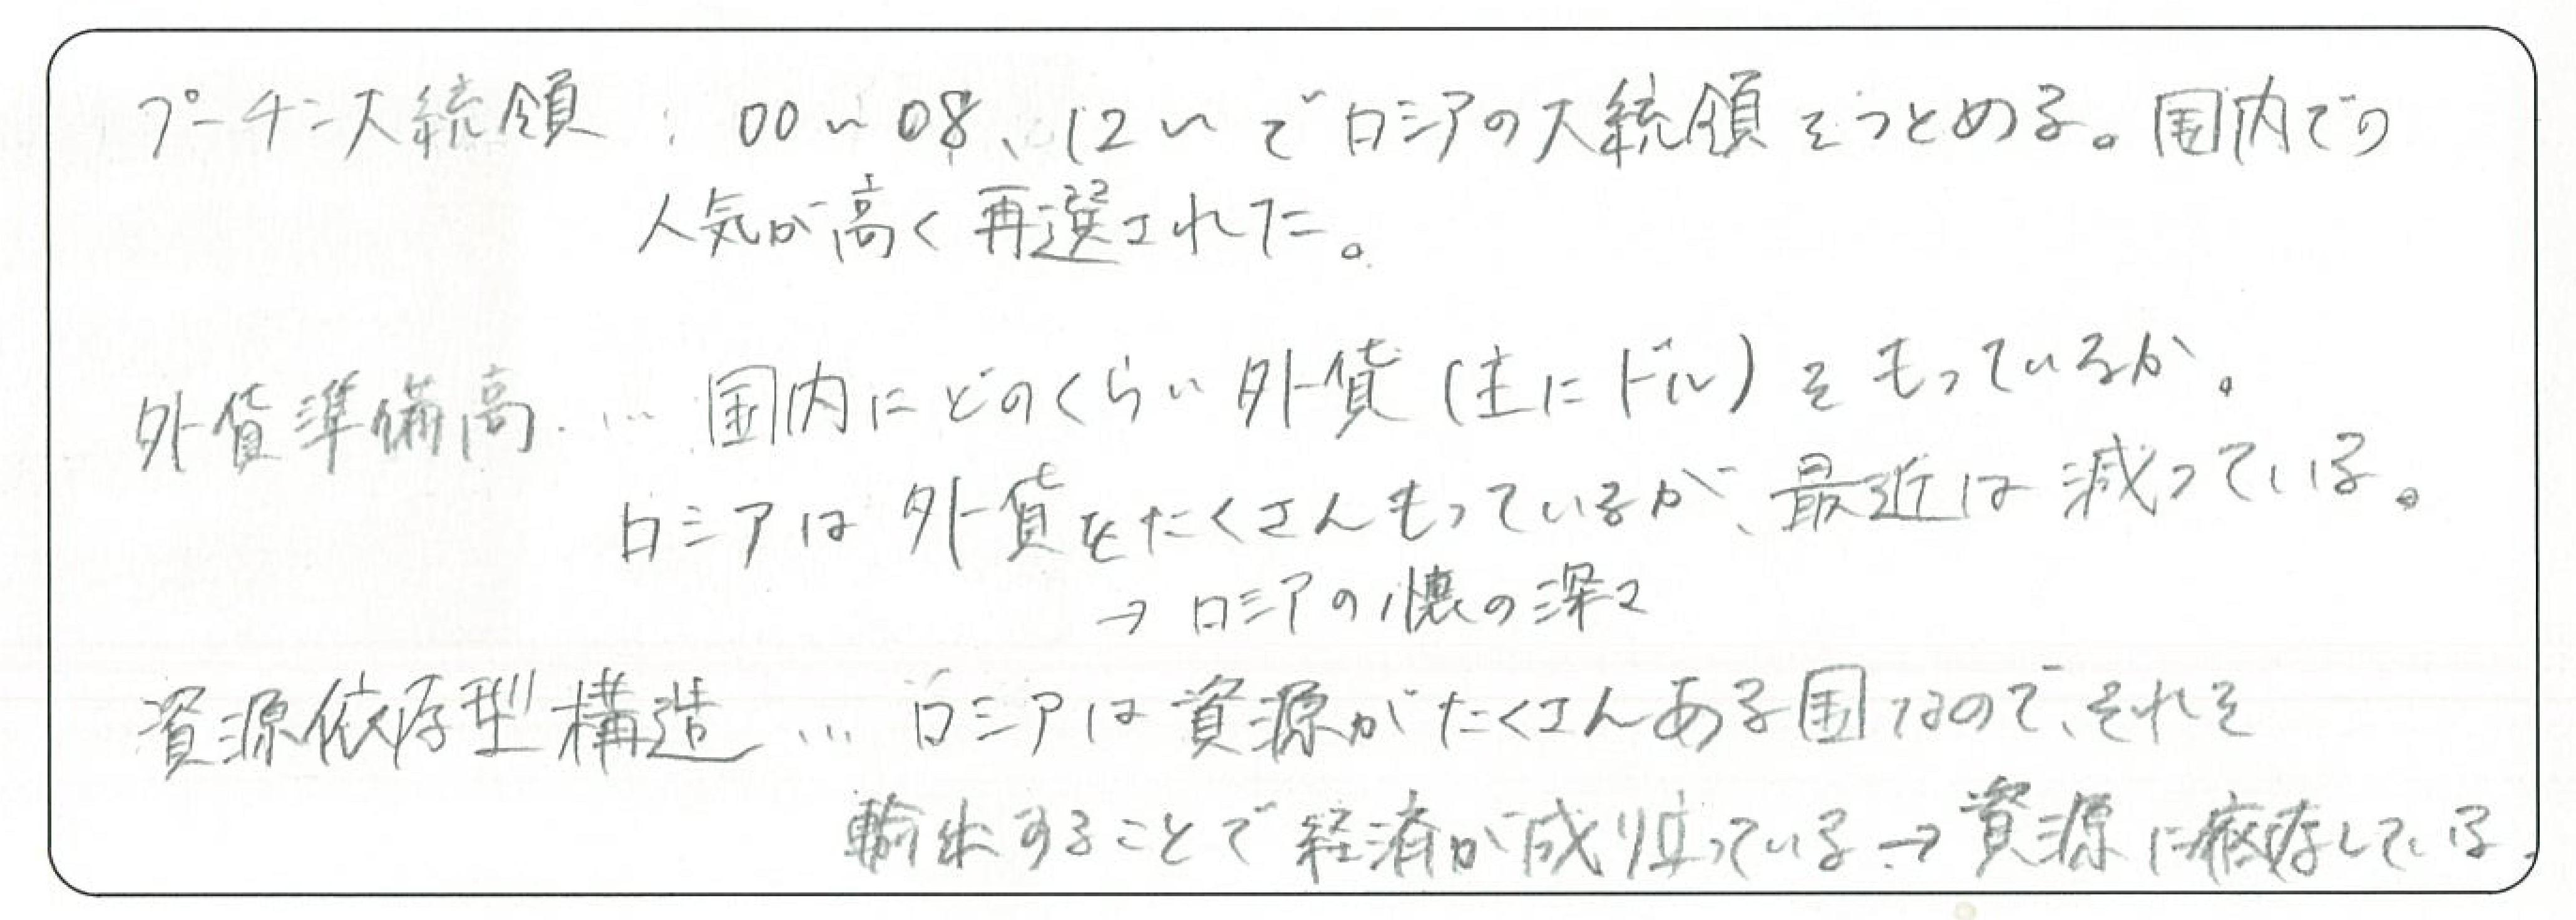 プーチン大統領 : 00〜08、12〜でロシアの大統領をつとめる。国内での
人気が高く再選された。
外貨準備高 … 国内にどのくらい外貨(主にドル)をもっているか。
ロシアは外貨をたくさんもっているが、最近は減っている。
→ ロシアの懐の深さ
資源依存型構造 … ロシアは資源がたくさんある国なので、それを
輸出することで経済が成り立っている→資源に依存している。